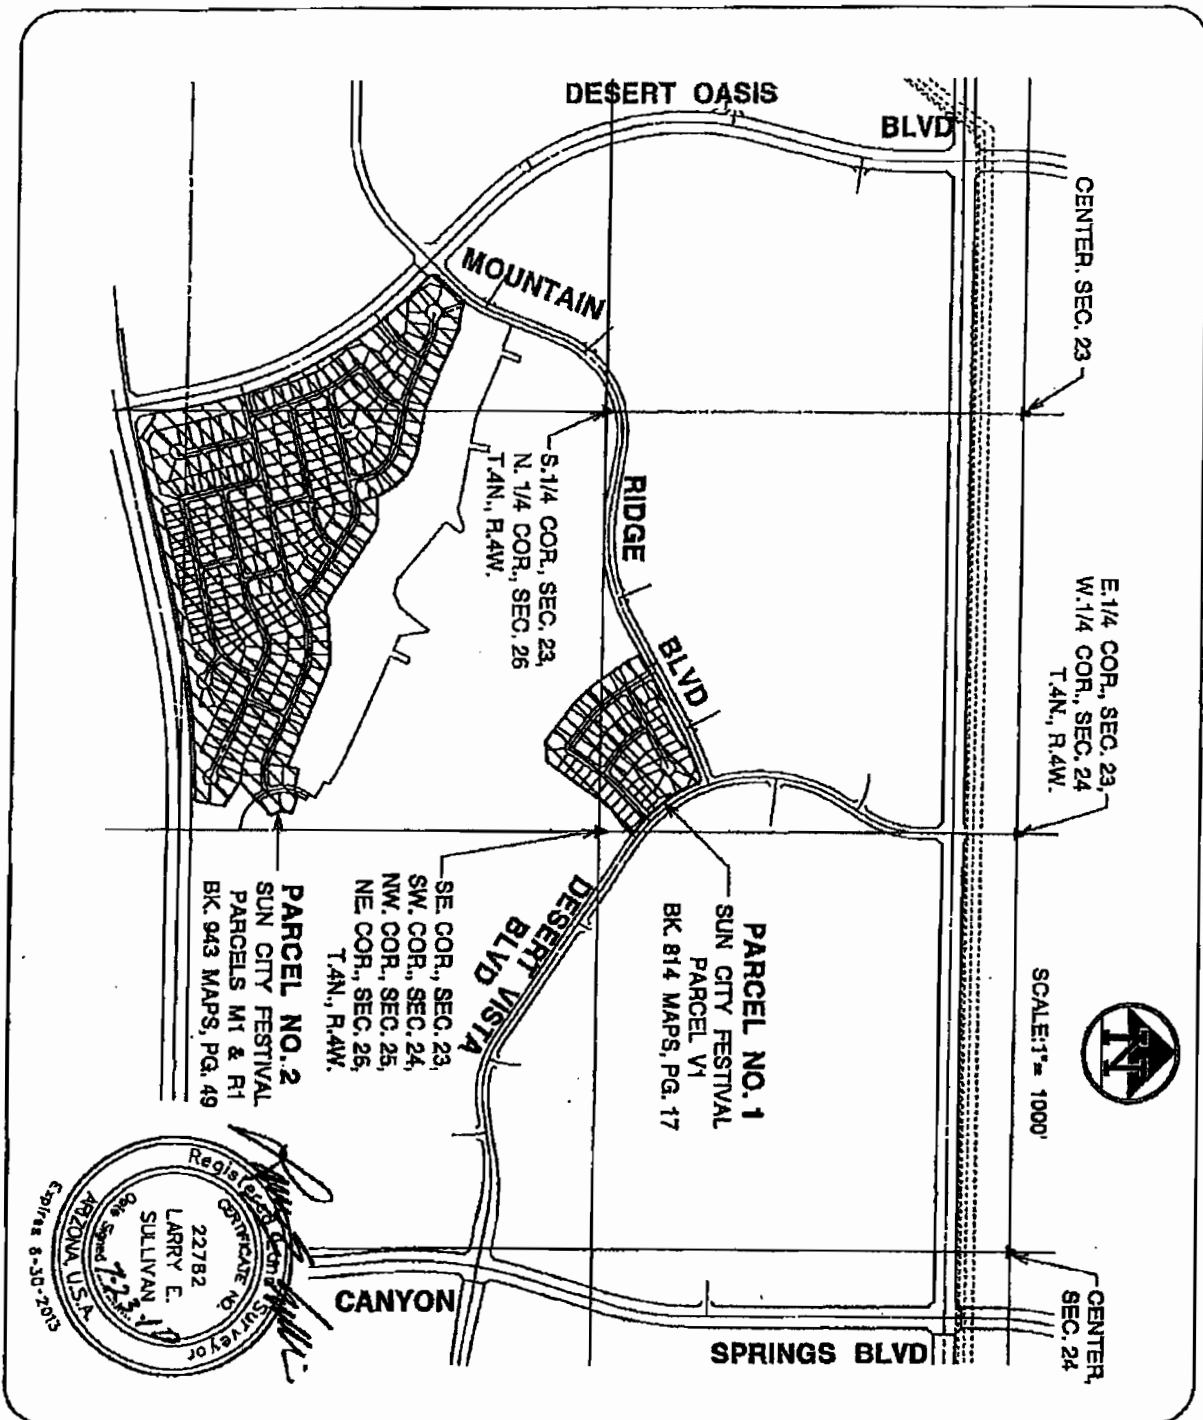 DESERT OASIS
BLVD
CENTER. SEC. 23
MOUNTAIN
RIDGE
BLVD
S. 1/4 COR., SEC. 23,
N. 1/4 COR., SEC. 26
T.4N., R.4W.
E.1/4 COR., SEC. 23,
W.1/4 COR., SEC. 24
T.4N., R.4W.
SCALE:1"= 1000'
N
PARCEL NO. 1
SUN CITY FESTIVAL
PARCEL V1
BK. 814 MAPS, PG. 17
DESERT VISTA
BLVD
SE. COR., SEC. 23,
SW. COR., SEC. 24,
NW. COR., SEC. 25,
NE. COR., SEC. 26,
T.4N., R.4W.
PARCEL NO. 2
SUN CITY FESTIVAL
PARCELS M1 & R1
BK. 943 MAPS, PG. 49
CENTER,
SEC. 24
CANYON
SPRINGS BLVD
Registered Land Surveyor
CERTIFICATE NO.
22782
LARRY E.
SULLIVAN
Date Signed
ARIZONA, U.S.A.